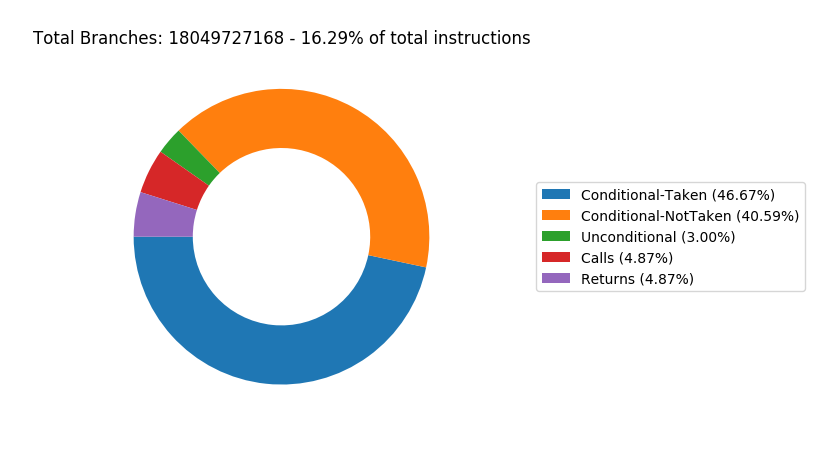 Total Branches: 18049727168 - 16.29% of total instructions
Conditional-Taken (46.67%)
Conditional-NotTaken (40.59%)
Unconditional (3.00%)
Calls (4.87%)
Returns (4.87%)